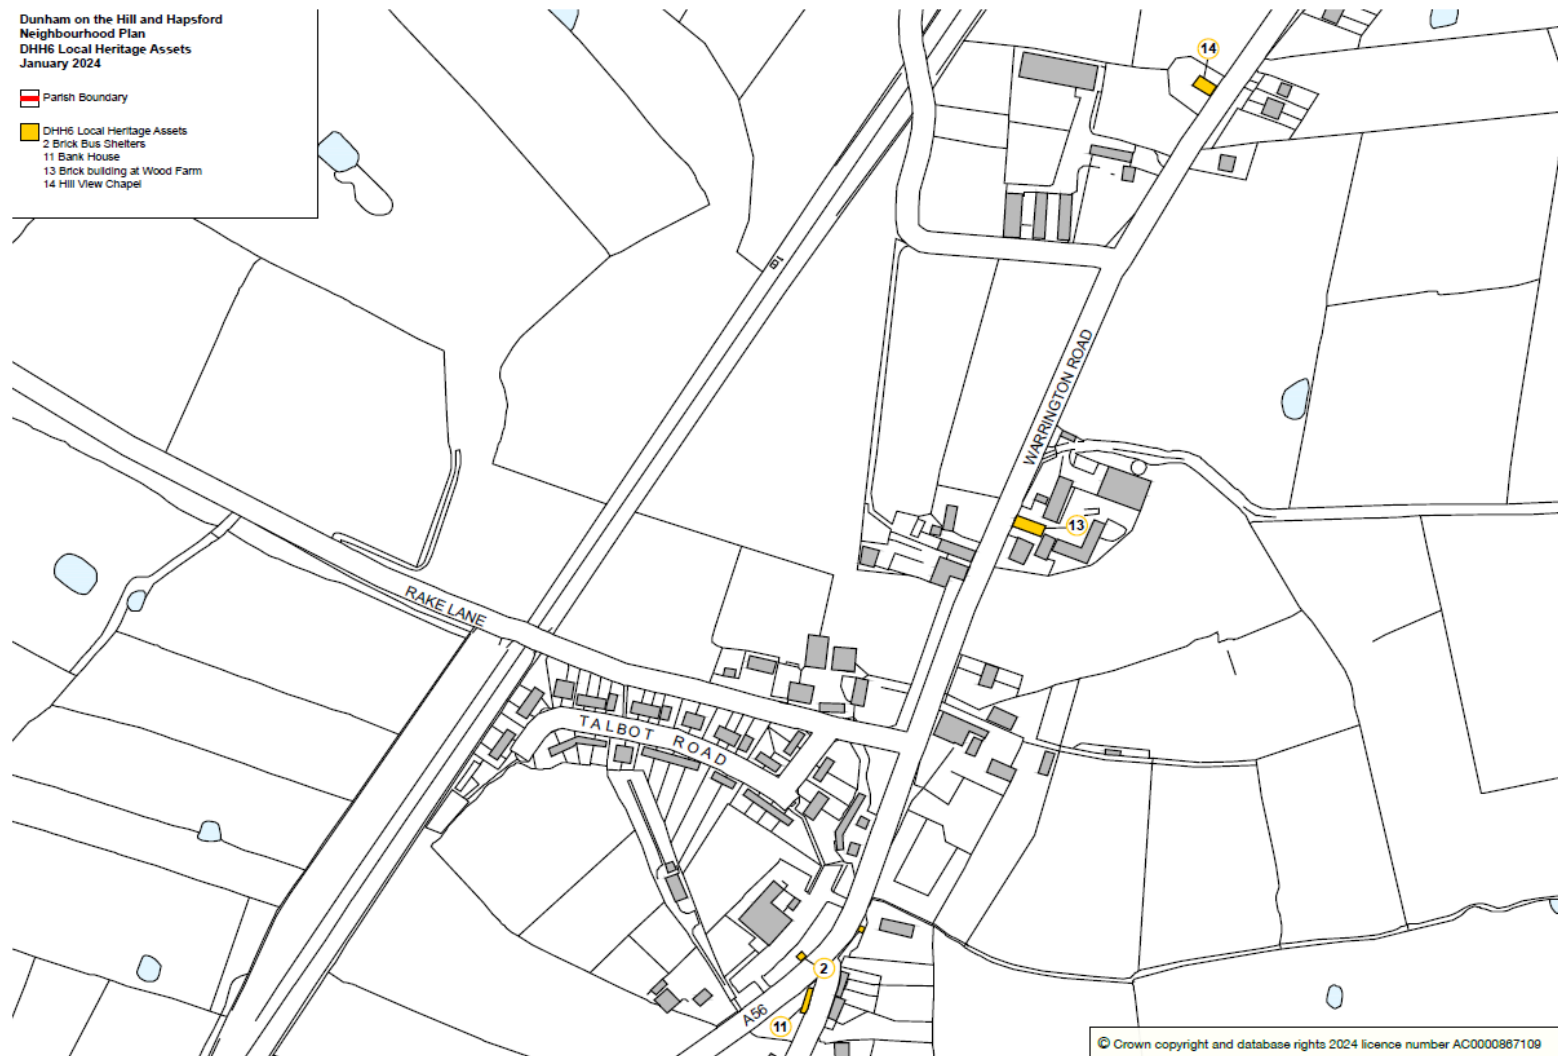 Dunham on the Hill and Hapsford
Neighbourhood Plan
DHH6 Local Heritage Assets
January 2024
Parish Boundary
DHH6 Local Heritage Assets
2 Brick Bus Shelters
11 Bank House
13 Brick building at Wood Farm
14 Hill View Chapel
14
WARRINGTON ROAD
13
RAKE LANE
TALBOT ROAD
2
A56
11
© Crown copyright and database rights 2024 licence number AC0000867109